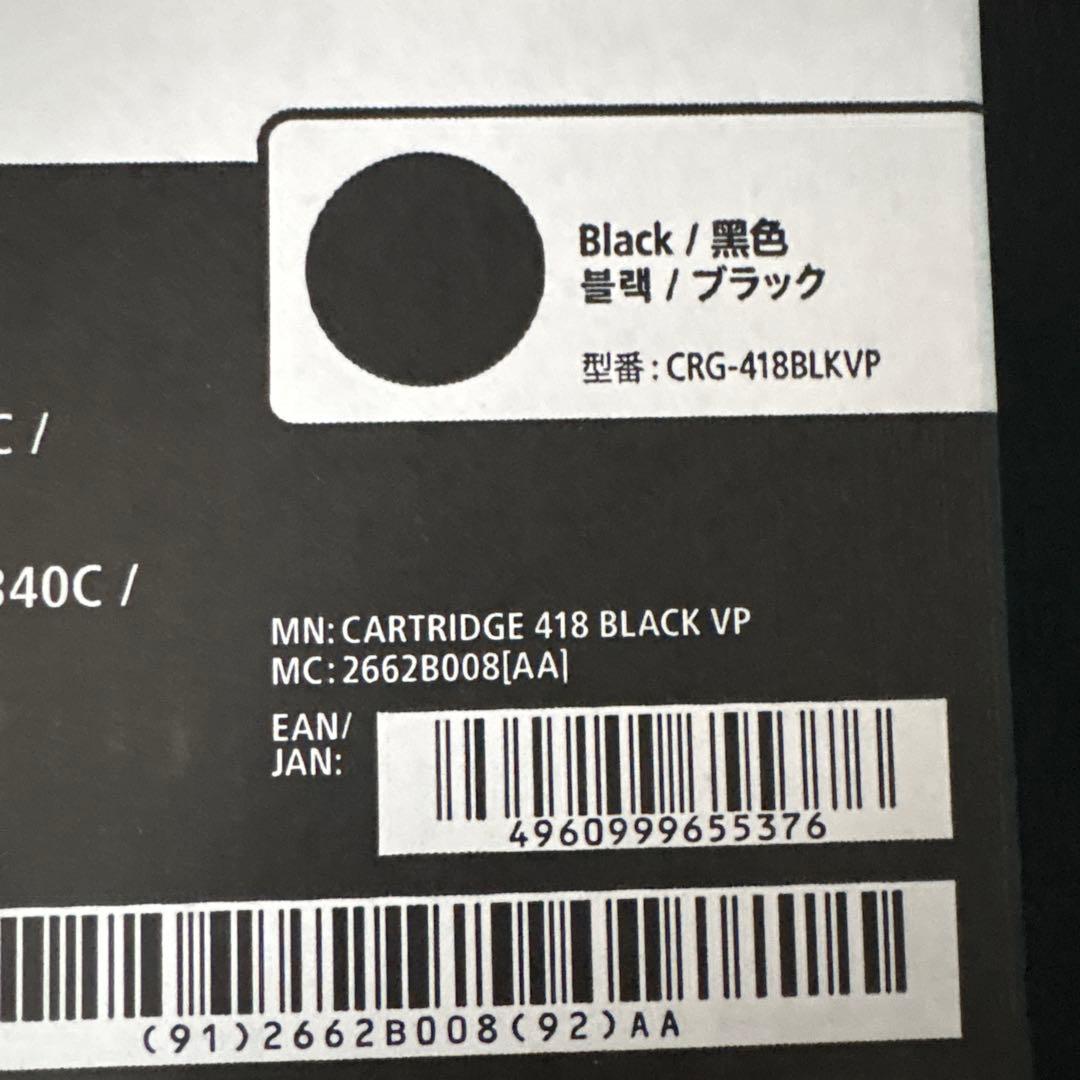 Black / 黑色
블랙 / ブラック
型番 : CRG-418BLKVP
C /
340C /
MN: CARTRIDGE 418 BLACK VP
MC: 2662B008[AA]
EAN/
JAN:
4960999655376
(91)2662B008(92)AA